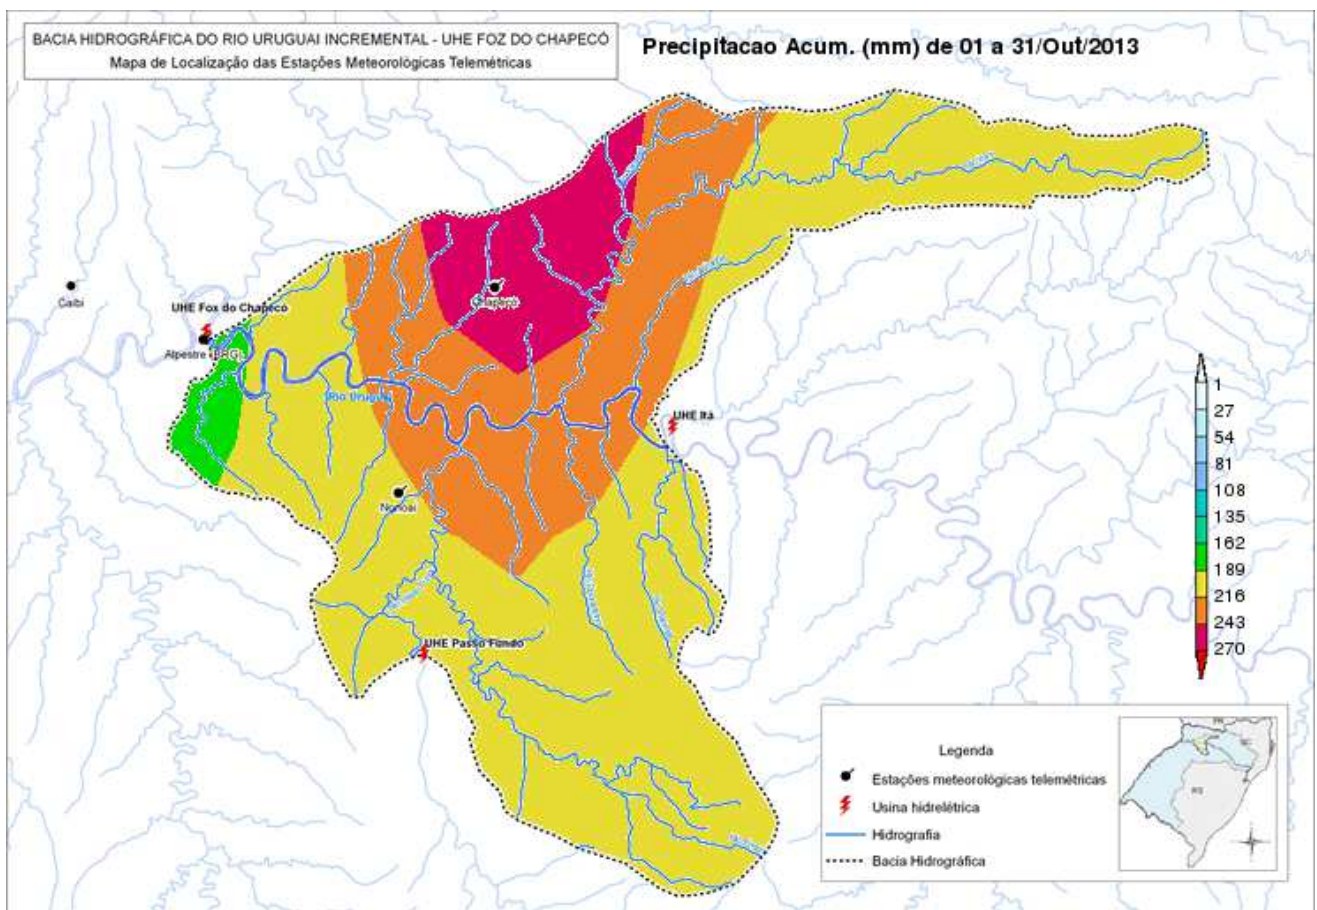 BACIA HIDROGRÁFICA DO RIO URUGUAI INCREMENTAL - UHE FOZ DO CHAPECÓ
Mapa de Localização das Estações Meteorológicas Telemétricas
Precipitacao Acum. (mm) de 01 a 31/Out/2013
Caibi
UHE Fox do Chapecó
Alpestre
Chapecó
Rio Uruguai
UHE Itá
Nonoai
UHE Passo Fundo
1
27
54
81
108
135
162
189
216
243
270
Legenda
Estações meteorológicas telemétricas
Usina hidrelétrica
Hidrografia
Bacia Hidrográfica
PR
RS